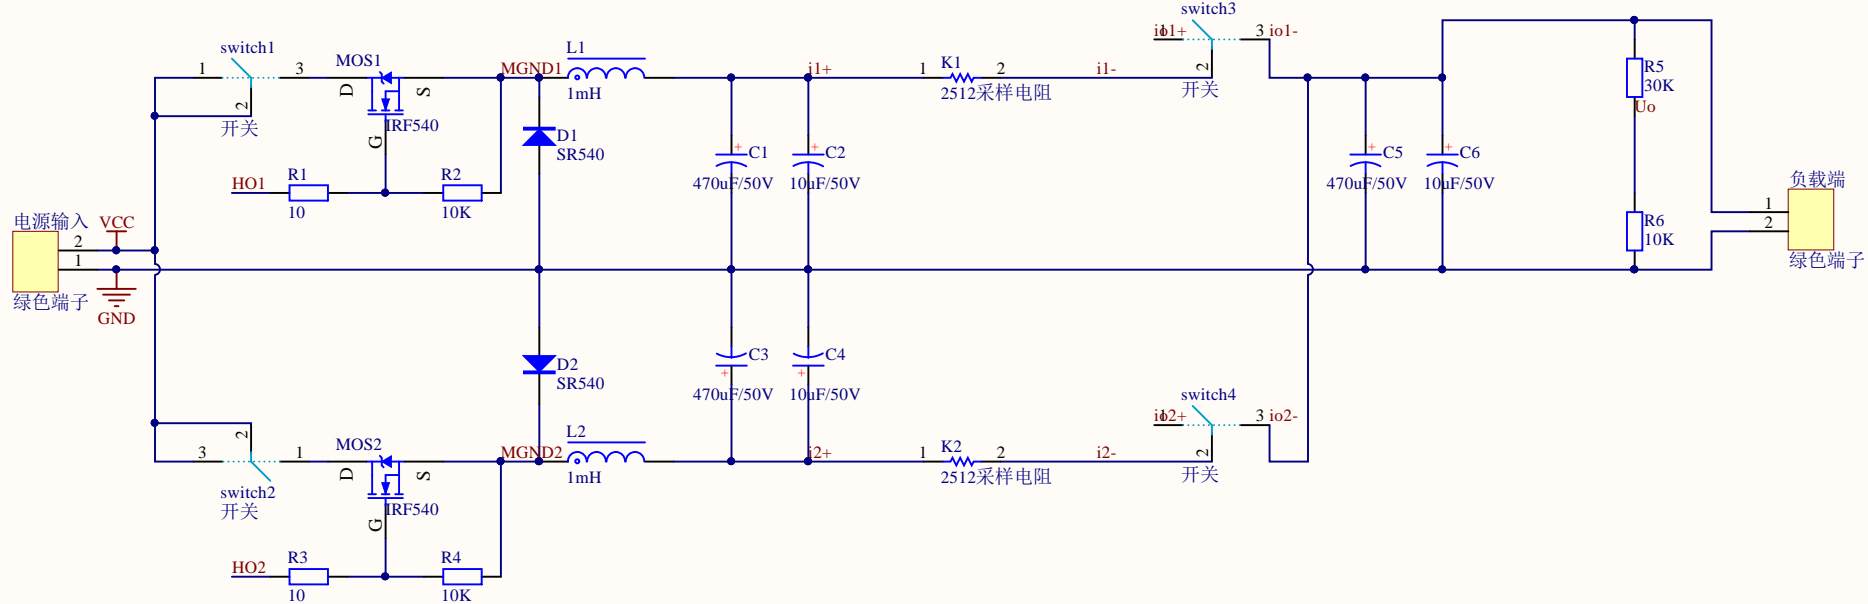 switch1
1
3
2
开关
MOS1
D
S
G
IRF540
MGND1
L1
1mH
D1
SR540
HO1
R1
10
R2
10K
C1
470uF/50V
C2
10uF/50V
i1+
1
K1
2
2512采样电阻
i1-
switch3
io1+
1
3
io1-
2
开关
C5
470uF/50V
C6
10uF/50V
R5
30K
Uo
R6
10K
负载端
1
2
绿色端子
电源输入
VCC
2
1
绿色端子
GND
D2
SR540
C3
470uF/50V
C4
10uF/50V
2
3
1
switch2
开关
MOS2
D
S
G
IRF540
MGND2
L2
1mH
i2+
1
K2
2
2512采样电阻
i2-
switch4
io2+
1
3
io2-
2
开关
HO2
R3
10
R4
10K